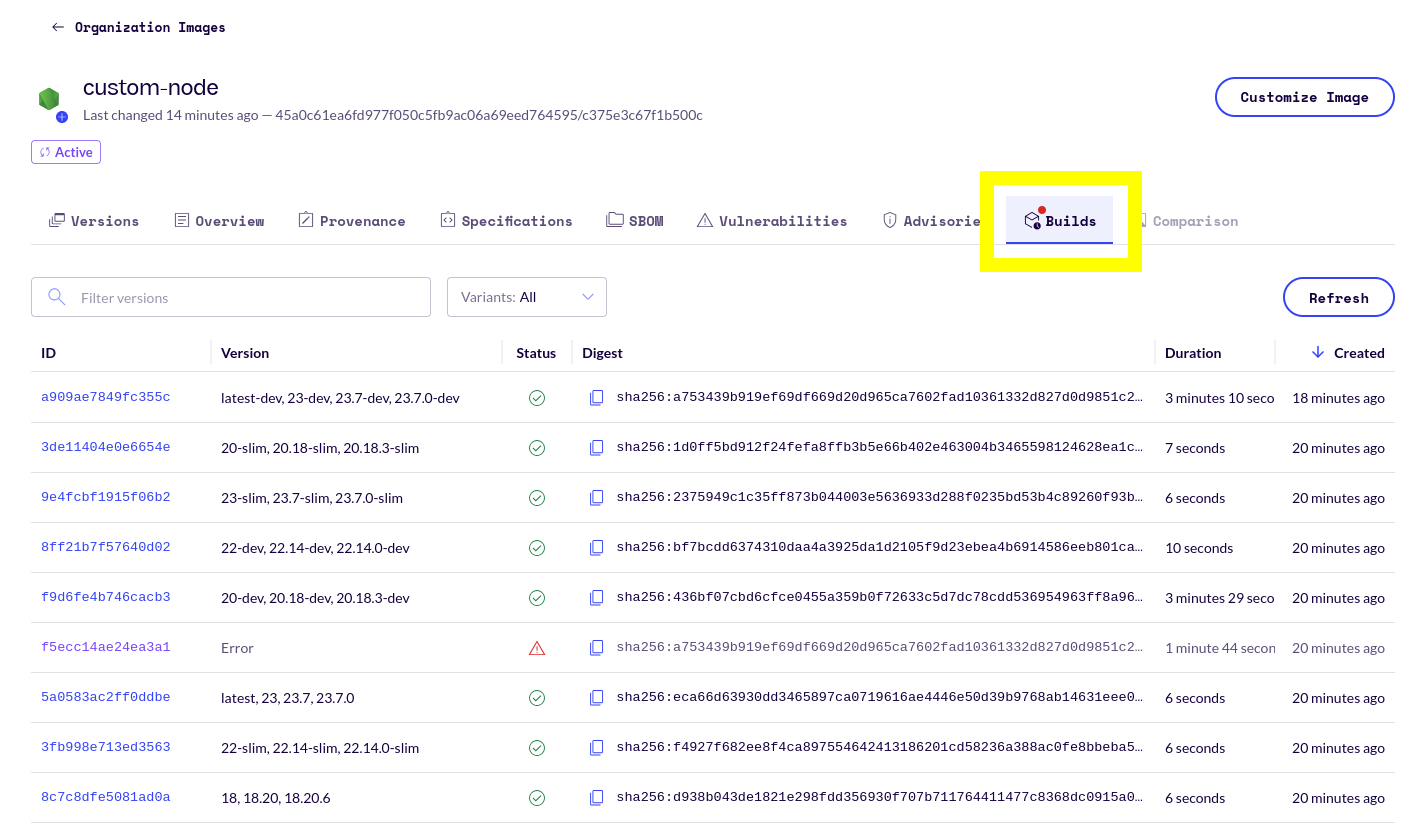 Organization Images
custom-node
Last changed 14 minutes ago — 45a0c61ea6fd977f050c5fb9ac06a69eed764595/c375e3c67f1b500c
Customize Image
Active
Versions Overview Provenance Specifications SBOM Vulnerabilities Advisorie Builds Comparison
Filter versions Variants: All Refresh
ID Version Status Digest Duration Created
a909ae7849fc355c latest-dev, 23-dev, 23.7-dev, 23.7.0-dev sha256:a753439b919ef69df669d20d965ca7602fad10361332d827d0d9851c2… 3 minutes 10 seco 18 minutes ago
3de11404e0e6654e 20-slim, 20.18-slim, 20.18.3-slim sha256:1d0ff5bd912f24fefa8ffb3b5e66b402e463004b3465598124628ea1c… 7 seconds 20 minutes ago
9e4fcbf1915f06b2 23-slim, 23.7-slim, 23.7.0-slim sha256:2375949c1c35ff873b044003e5636933d288f0235bd53b4c89260f93b… 6 seconds 20 minutes ago
8ff21b7f57640d02 22-dev, 22.14-dev, 22.14.0-dev sha256:bf7bcdd6374310daa4a3925da1d2105f9d23ebea4b6914586eeb801ca… 10 seconds 20 minutes ago
f9d6fe4b746cacb3 20-dev, 20.18-dev, 20.18.3-dev sha256:436bf07cbd6cfce0455a359b0f72633c5d7dc78cdd536954963ff8a96… 3 minutes 29 seco 20 minutes ago
f5ecc14ae24ea3a1 Error sha256:a753439b919ef69df669d20d965ca7602fad10361332d827d0d9851c2… 1 minute 44 secon 20 minutes ago
5a0583ac2ff0ddbe latest, 23, 23.7, 23.7.0 sha256:eca66d63930dd3465897ca0719616ae4446e50d39b9768ab14631eee0… 6 seconds 20 minutes ago
3fb998e713ed3563 22-slim, 22.14-slim, 22.14.0-slim sha256:f4927f682ee8f4ca897554642413186201cd58236a388ac0fe8bbeba5… 6 seconds 20 minutes ago
8c7c8dfe5081ad0a 18, 18.20, 18.20.6 sha256:d938b043de1821e298fdd356930f707b711764411477c8368dc0915a0… 6 seconds 20 minutes ago